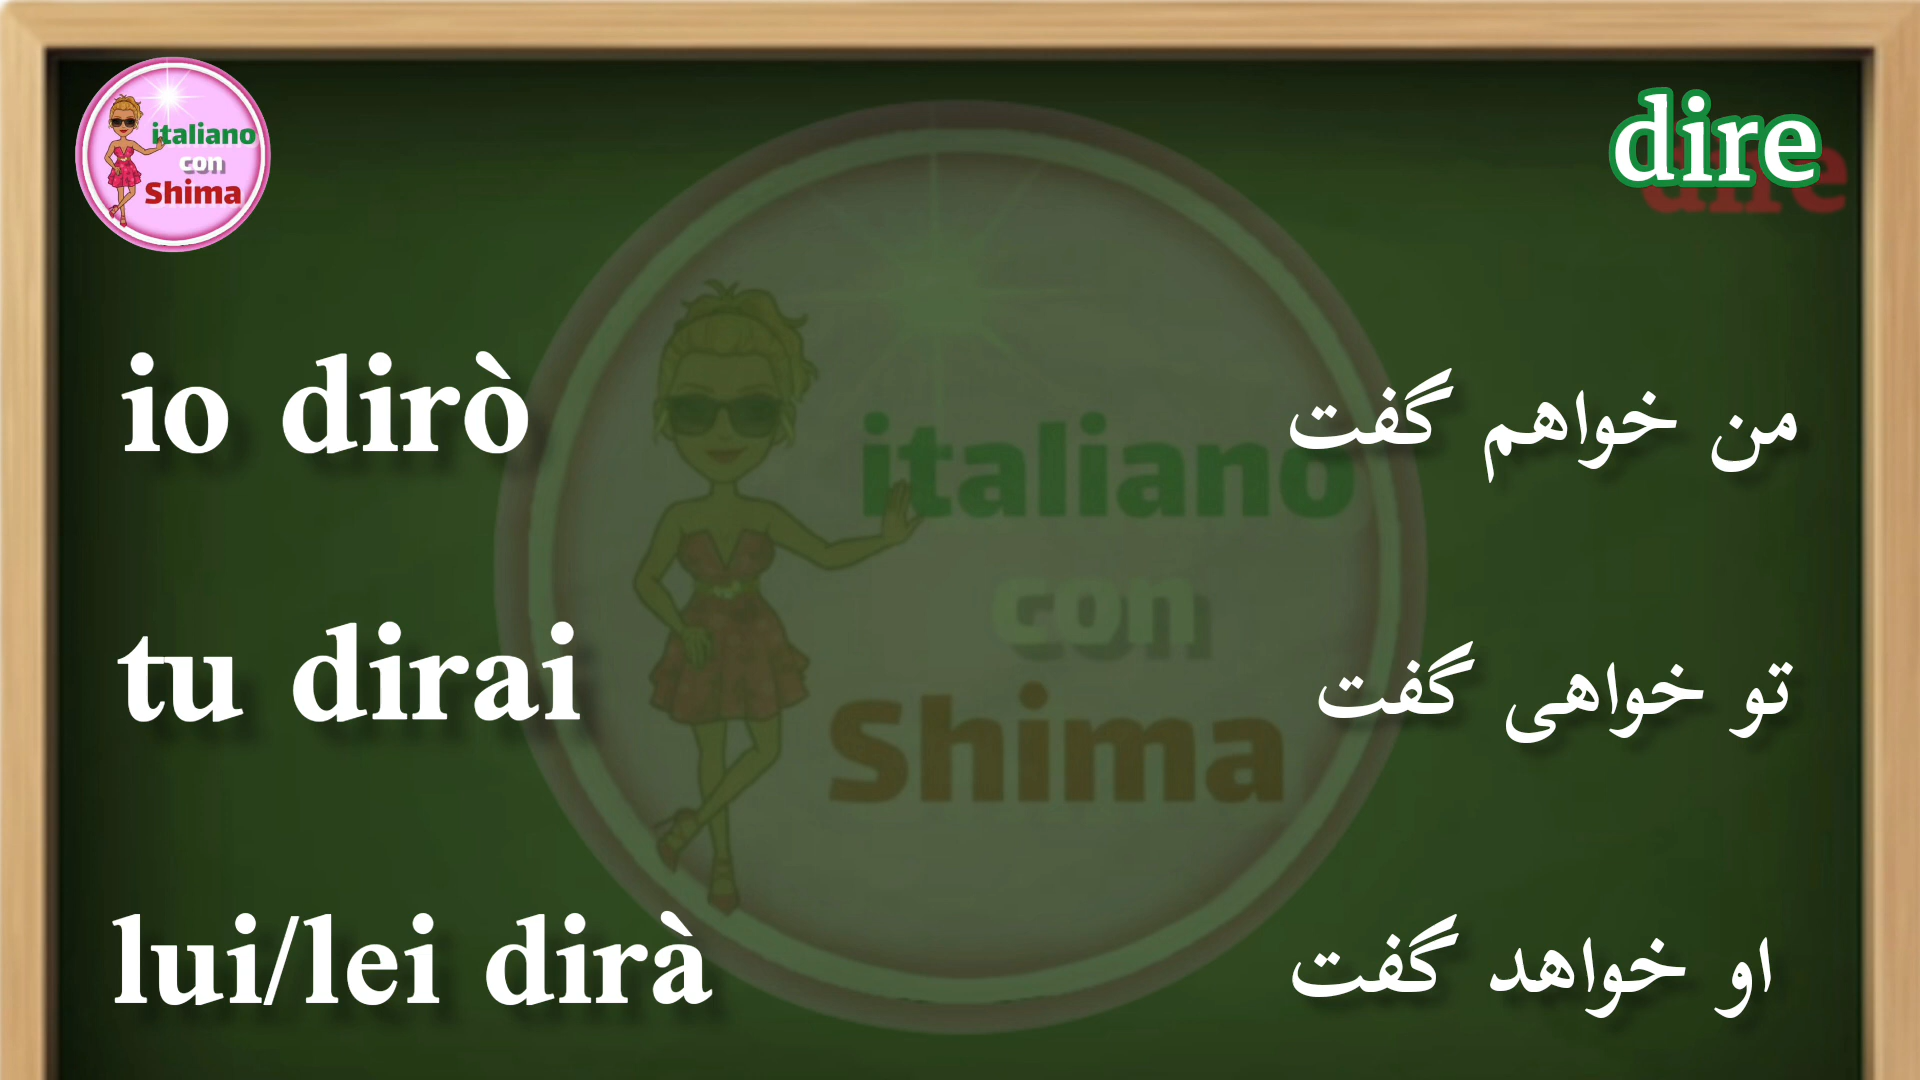 italiano
con
Shima
dire
io dirò من خواهم گفت
tu dirai تو خواهی گفت
lui/lei dirà او خواهد گفت
italiano
con
Shima